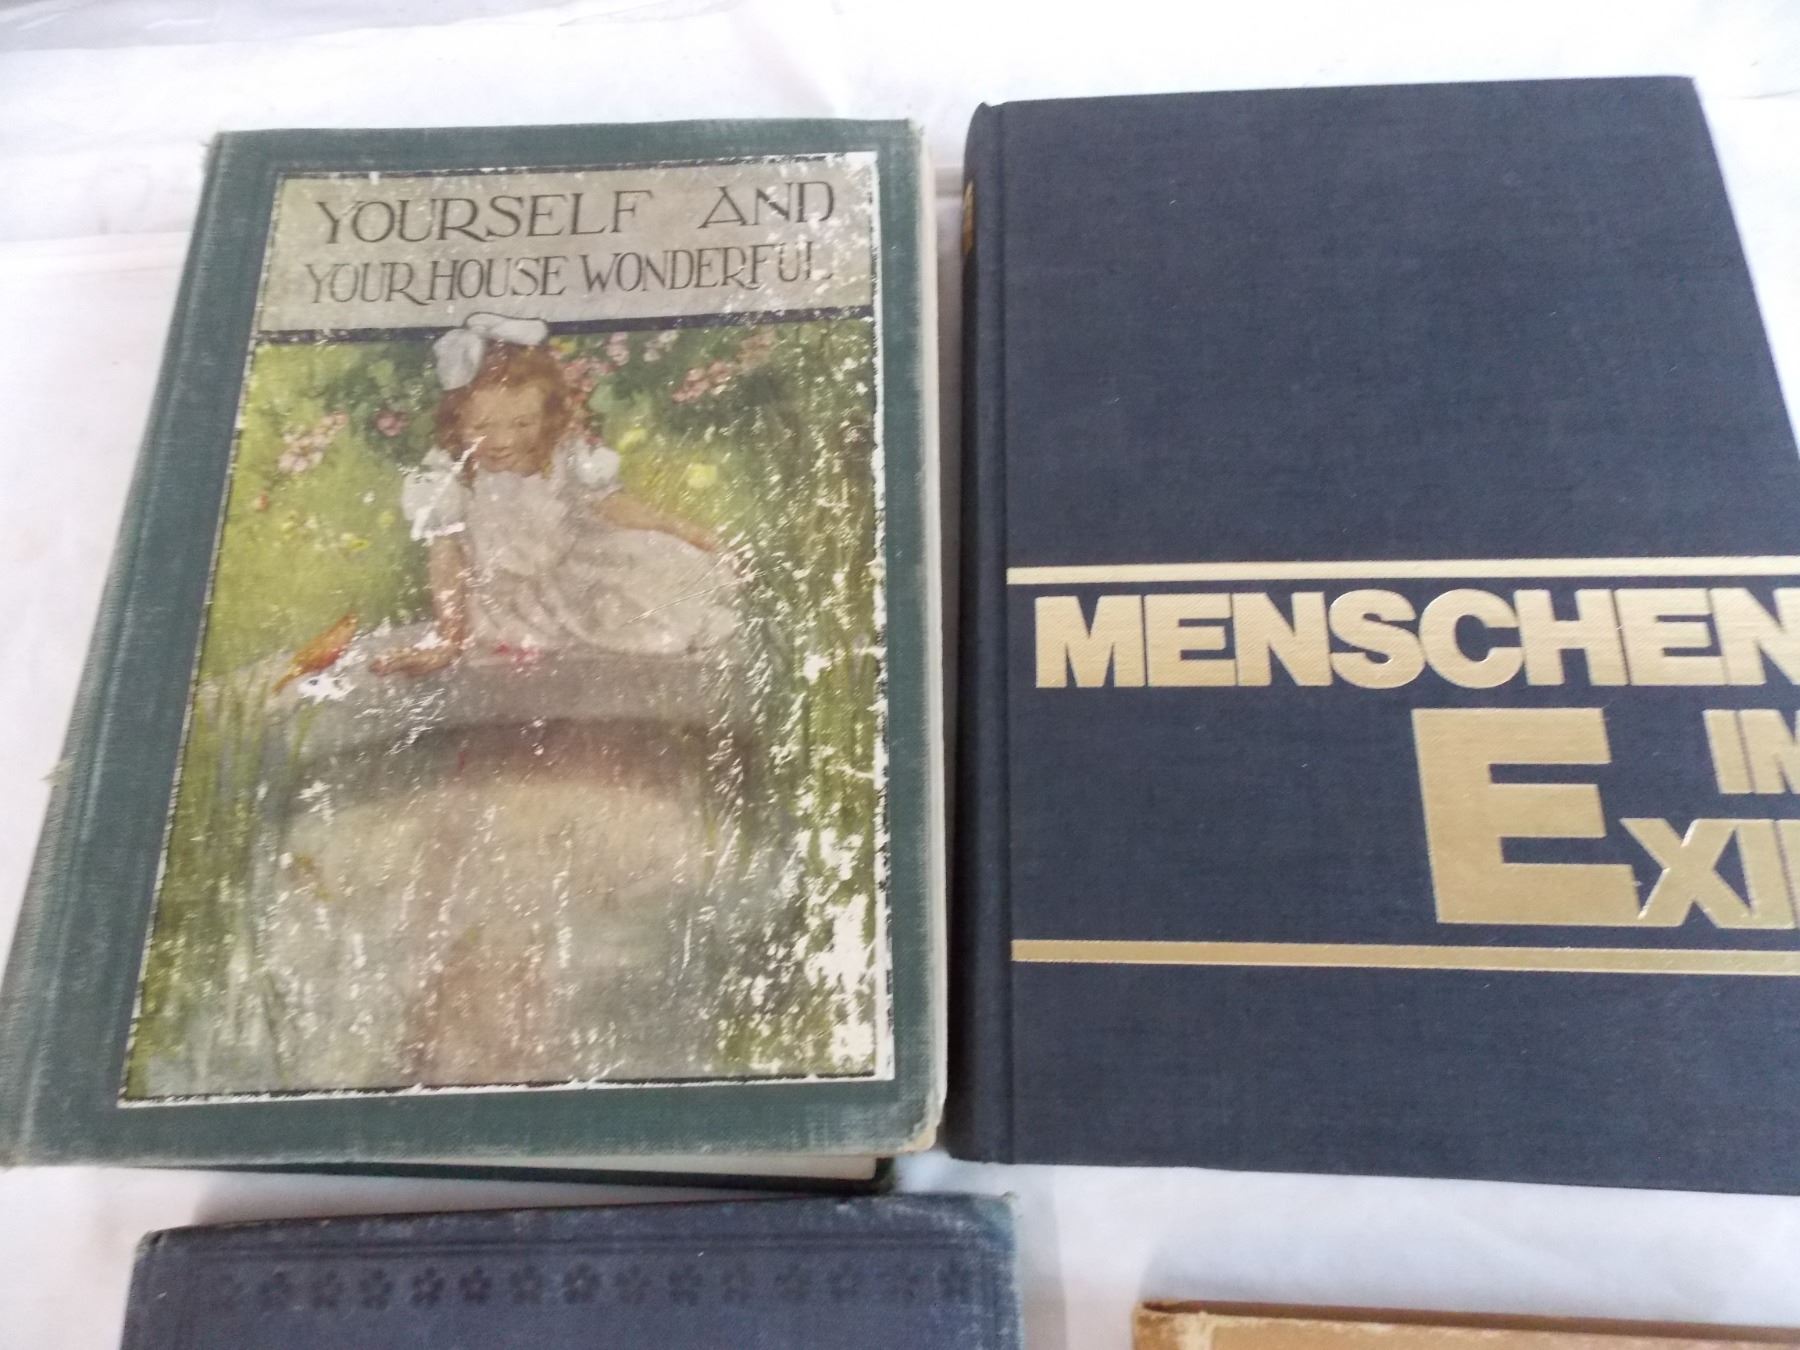 YOURSELF AND
YOUR HOUSE WONDERFUL
MENSCHEN
IM
EXIL